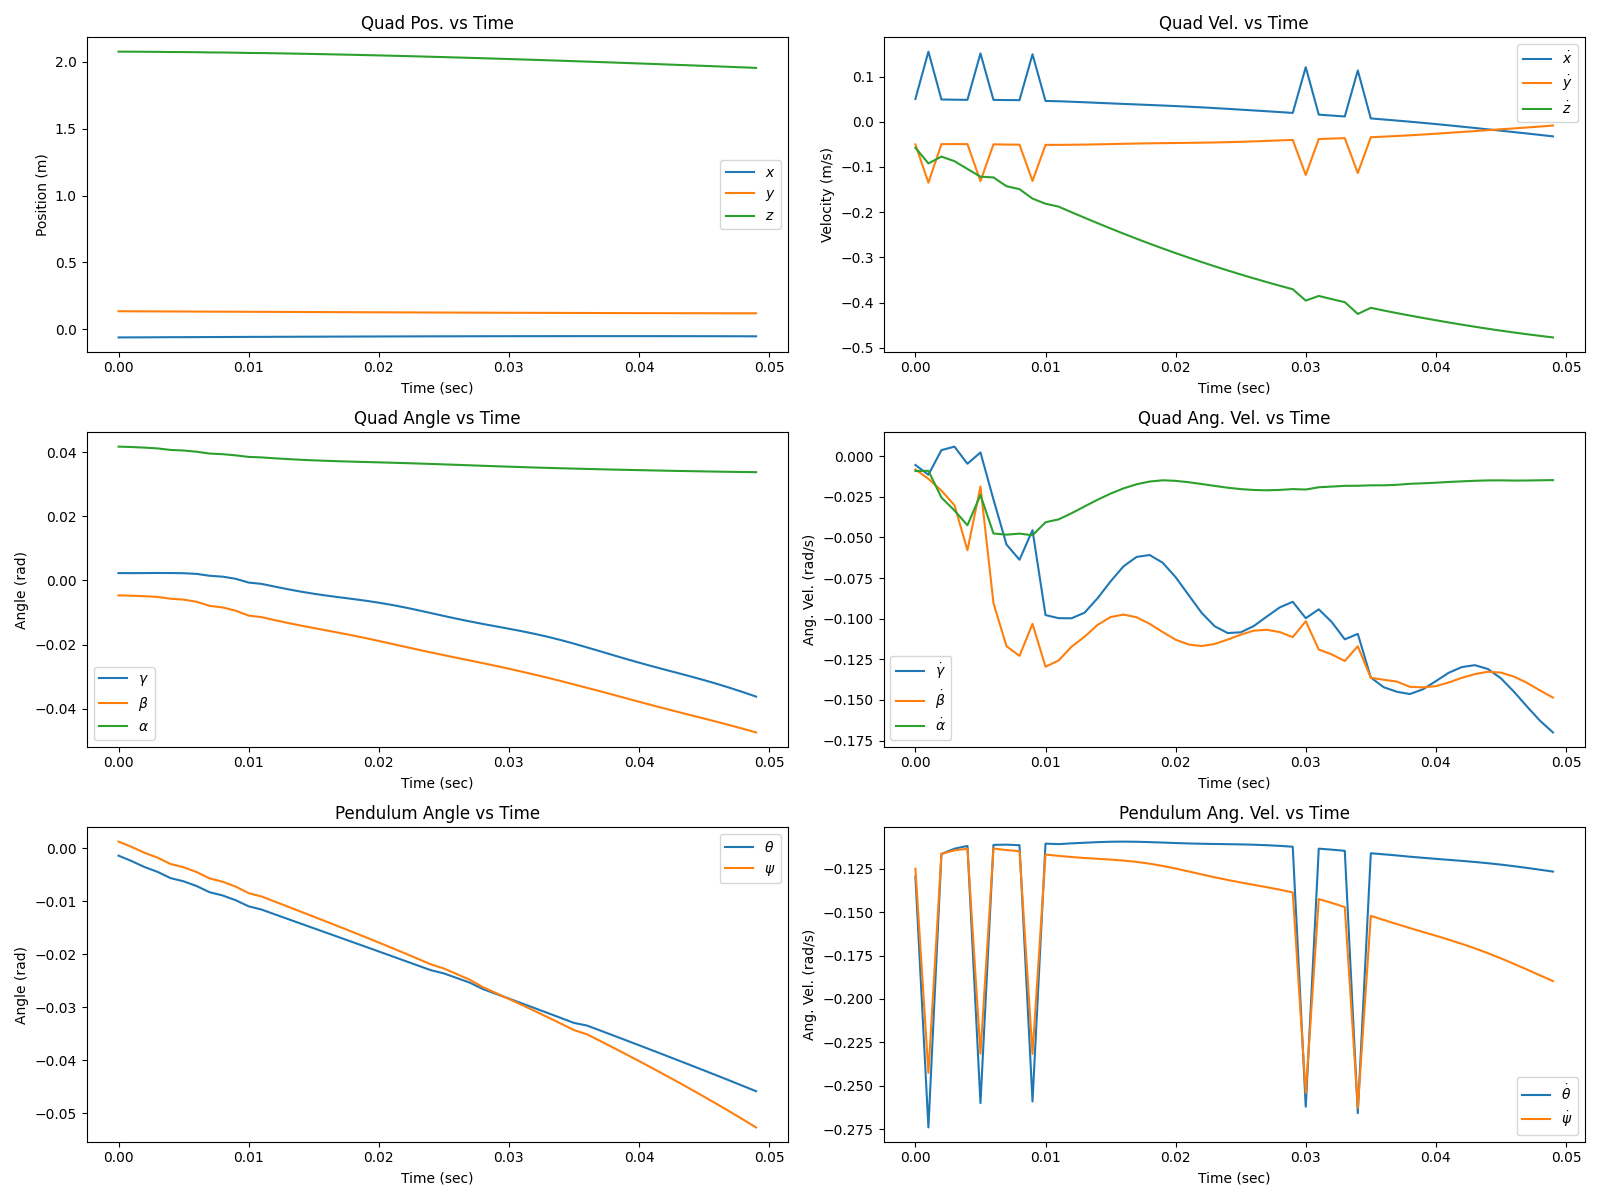 Quad Pos. vs Time
2.0
1.5
1.0
0.5
0.0
Position (m)
x
y
z
0.00 0.01 0.02 0.03 0.04 0.05
Time (sec)
Quad Vel. vs Time
0.1
0.0
−0.1
−0.2
−0.3
−0.4
−0.5
Velocity (m/s)
ẋ
ẏ
ż
0.00 0.01 0.02 0.03 0.04 0.05
Time (sec)
Quad Angle vs Time
0.04
0.02
0.00
−0.02
−0.04
Angle (rad)
γ
β
α
0.00 0.01 0.02 0.03 0.04 0.05
Time (sec)
Quad Ang. Vel. vs Time
0.000
−0.025
−0.050
−0.075
−0.100
−0.125
−0.150
−0.175
Ang. Vel. (rad/s)
γ̇
β̇
α̇
0.00 0.01 0.02 0.03 0.04 0.05
Time (sec)
Pendulum Angle vs Time
0.00
−0.01
−0.02
−0.03
−0.04
−0.05
Angle (rad)
θ
ψ
0.00 0.01 0.02 0.03 0.04 0.05
Time (sec)
Pendulum Ang. Vel. vs Time
−0.125
−0.150
−0.175
−0.200
−0.225
−0.250
−0.275
Ang. Vel. (rad/s)
θ̇
ψ̇
0.00 0.01 0.02 0.03 0.04 0.05
Time (sec)